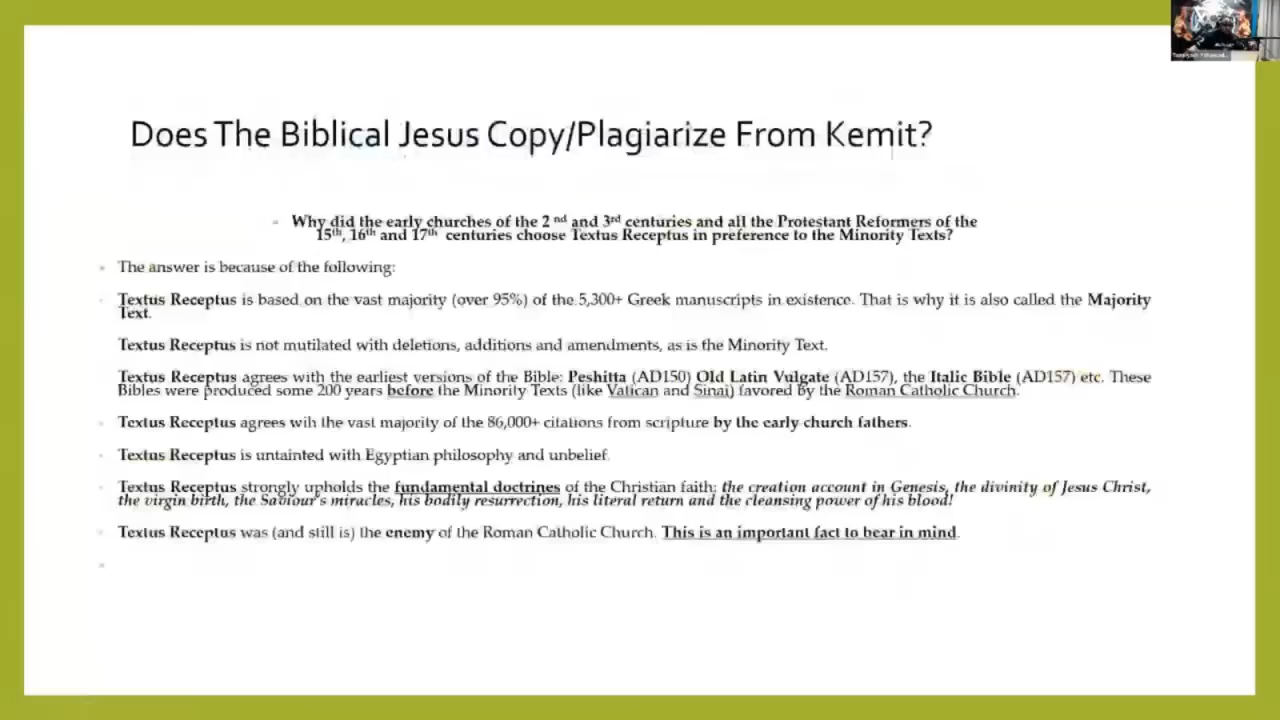 Does The Biblical Jesus Copy/Plagiarize From Kemit?
Why did the early churches of the 2 nd and 3rd centuries and all the Protestant Reformers of the
15th, 16th and 17th centuries choose Textus Receptus in preference to the Minority Texts?
The answer is because of the following:
Textus Receptus is based on the vast majority (over 95%) of the 5,300+ Greek manuscripts in existence. That is why it is also called the Majority
Text.
Textus Receptus is not mutilated with deletions, additions and amendments, as is the Minority Text.
Textus Receptus agrees with the earliest versions of the Bible: Peshitta (AD150) Old Latin Vulgate (AD157), the Italic Bible (AD157) etc. These
Bibles were produced some 200 years before the Minority Texts (like Vatican and Sinai) favored by the Roman Catholic Church.
Textus Receptus agrees wih the vast majority of the 86,000+ citations from scripture by the early church fathers.
Textus Receptus is untainted with Egyptian philosophy and unbelief.
Textus Receptus strongly upholds the fundamental doctrines of the Christian faith: the creation account in Genesis, the divinity of Jesus Christ,
the virgin birth, the Saviour's miracles, his bodily resurrection, his literal return and the cleansing power of his blood!
Textus Receptus was (and still is) the enemy of the Roman Catholic Church. This is an important fact to bear in mind.